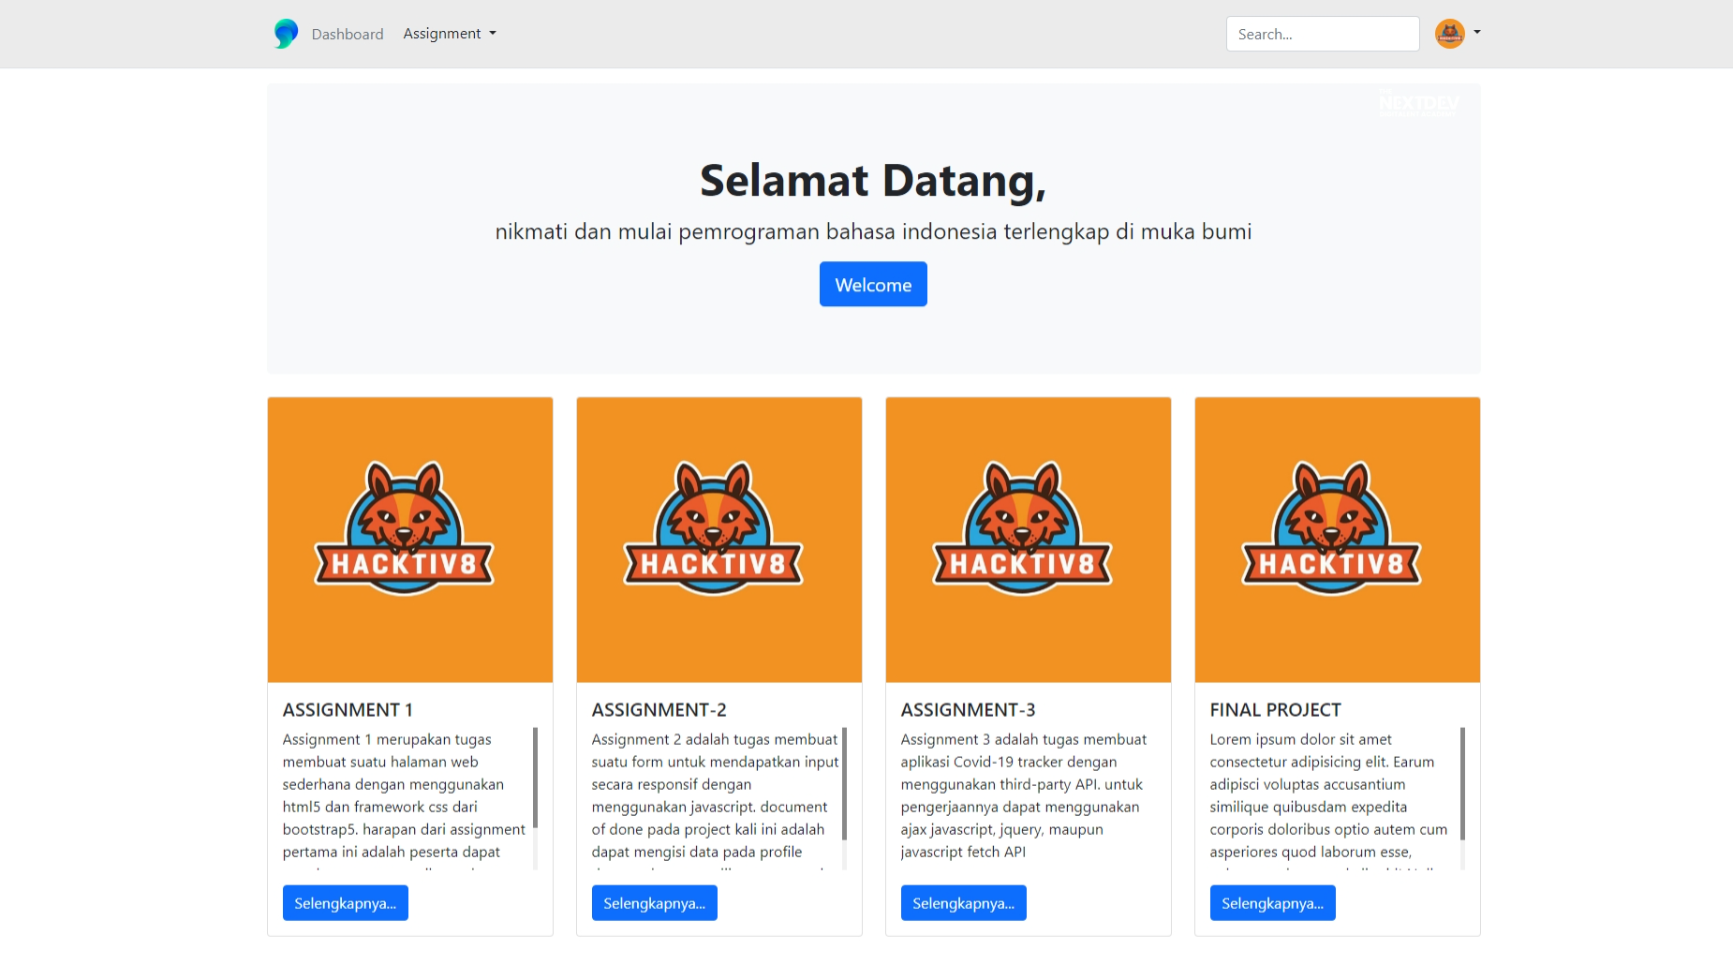 Dashboard
Assignment
Search...
NEXTDEV
Selamat Datang,
nikmati dan mulai pemrograman bahasa indonesia terlengkap di muka bumi
Welcome
HACKTIV8
HACKTIV8
HACKTIV8
HACKTIV8
ASSIGNMENT 1
Assignment 1 merupakan tugas
membuat suatu halaman web
sederhana dengan menggunakan
html5 dan framework css dari
bootstrap5. harapan dari assignment
pertama ini adalah peserta dapat
Selengkapnya...
ASSIGNMENT-2
Assignment 2 adalah tugas membuat
suatu form untuk mendapatkan input
secara responsif dengan
menggunakan javascript. document
of done pada project kali ini adalah
dapat mengisi data pada profile
Selengkapnya...
ASSIGNMENT-3
Assignment 3 adalah tugas membuat
aplikasi Covid-19 tracker dengan
menggunakan third-party API. untuk
pengerjaannya dapat menggunakan
ajax javascript, jquery, maupun
javascript fetch API
Selengkapnya...
FINAL PROJECT
Lorem ipsum dolor sit amet
consectetur adipisicing elit. Earum
adipisci voluptas accusantium
similique quibusdam expedita
corporis doloribus optio autem cum
asperiores quod laborum esse,
Selengkapnya...